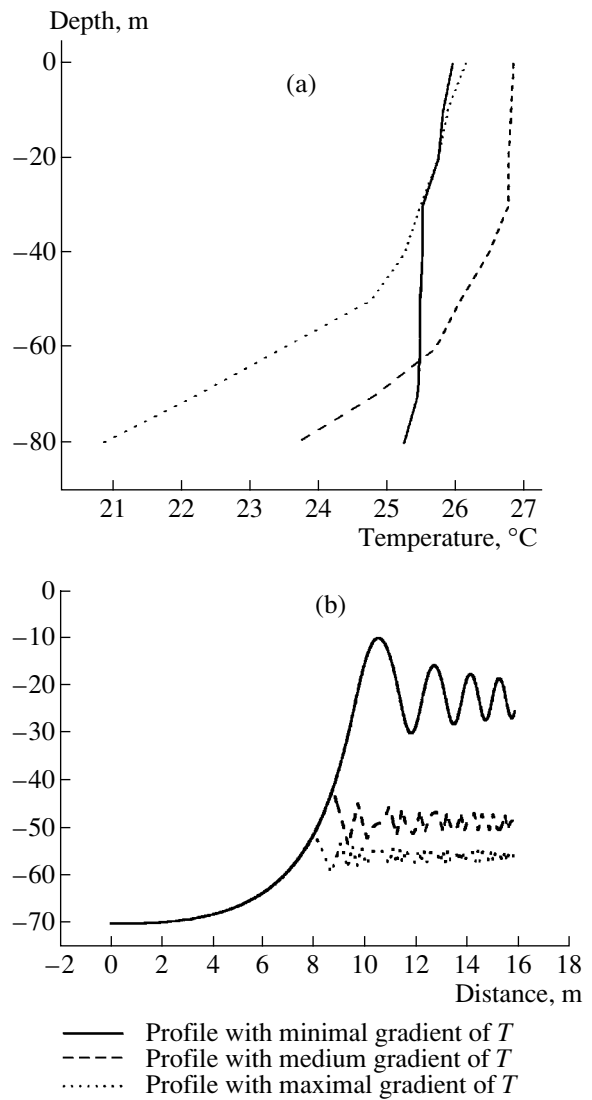 Depth, m
0
(a)
−20
−40
−60
−80
21 22 23 24 25 26 27
Temperature, °C
0
(b)
−10
−20
−30
−40
−50
−60
−70
−2 0 2 4 6 8 10 12 14 16 18
Distance, m
Profile with minimal gradient of T
Profile with medium gradient of T
Profile with maximal gradient of T